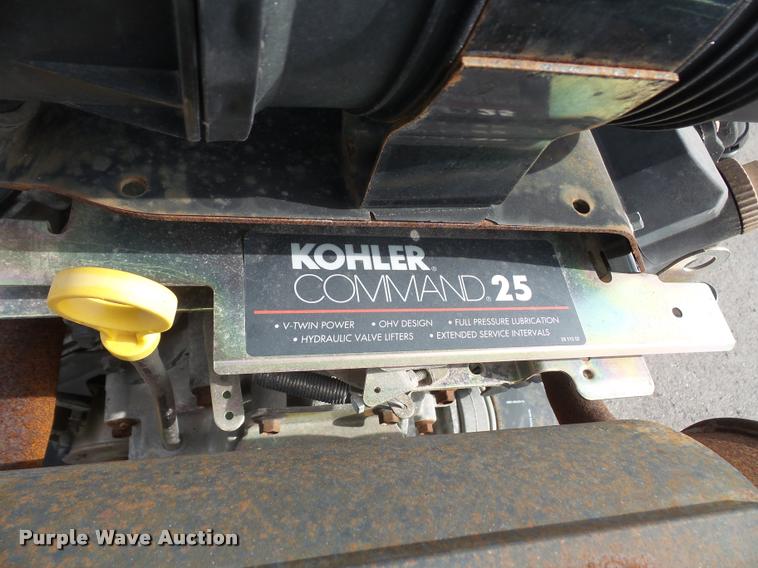 KOHLER®
COMMAND® 25
• V-TWIN POWER • OHV DESIGN • FULL PRESSURE LUBRICATION
• HYDRAULIC VALVE LIFTERS • EXTENDED SERVICE INTERVALS
Purple Wave Auction